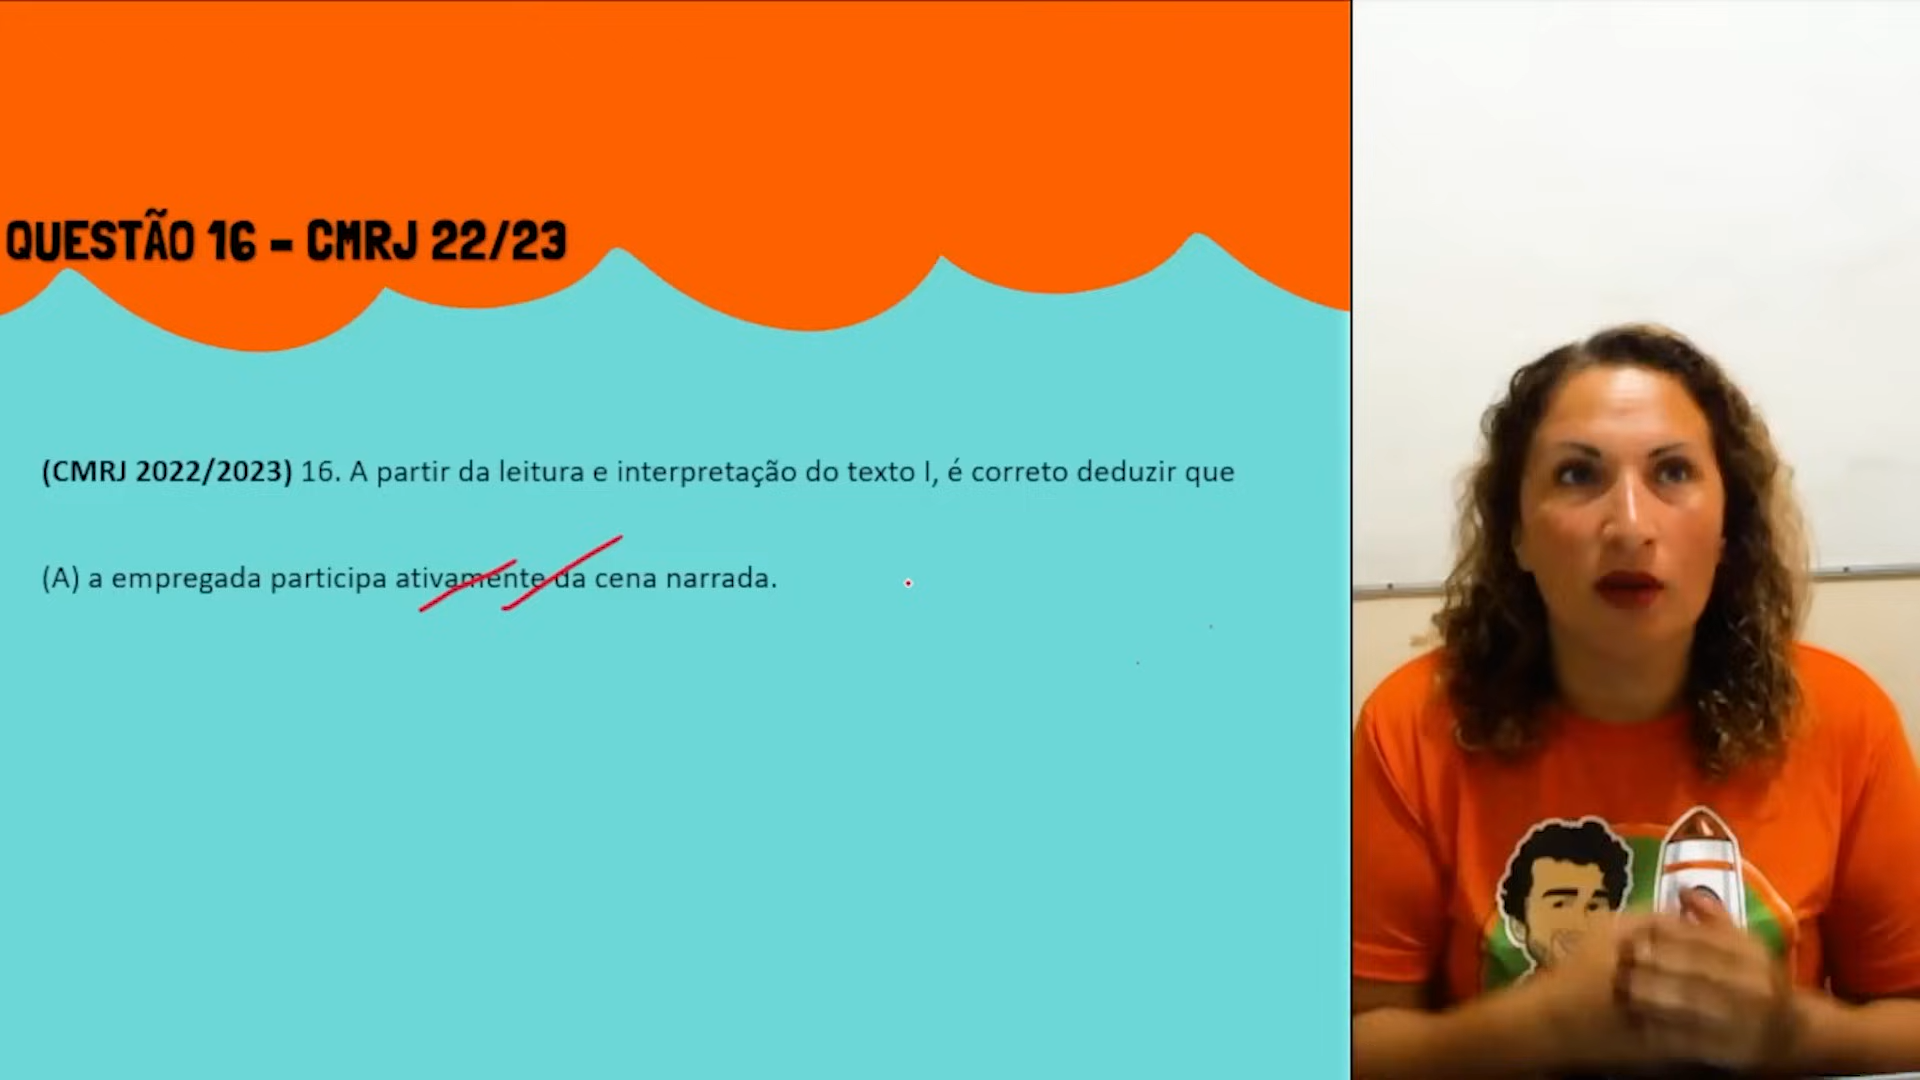 QUESTÃO 16 - CMRJ 22/23
(CMRJ 2022/2023) 16. A partir da leitura e interpretação do texto I, é correto deduzir que
(A) a empregada participa ativamente da cena narrada.